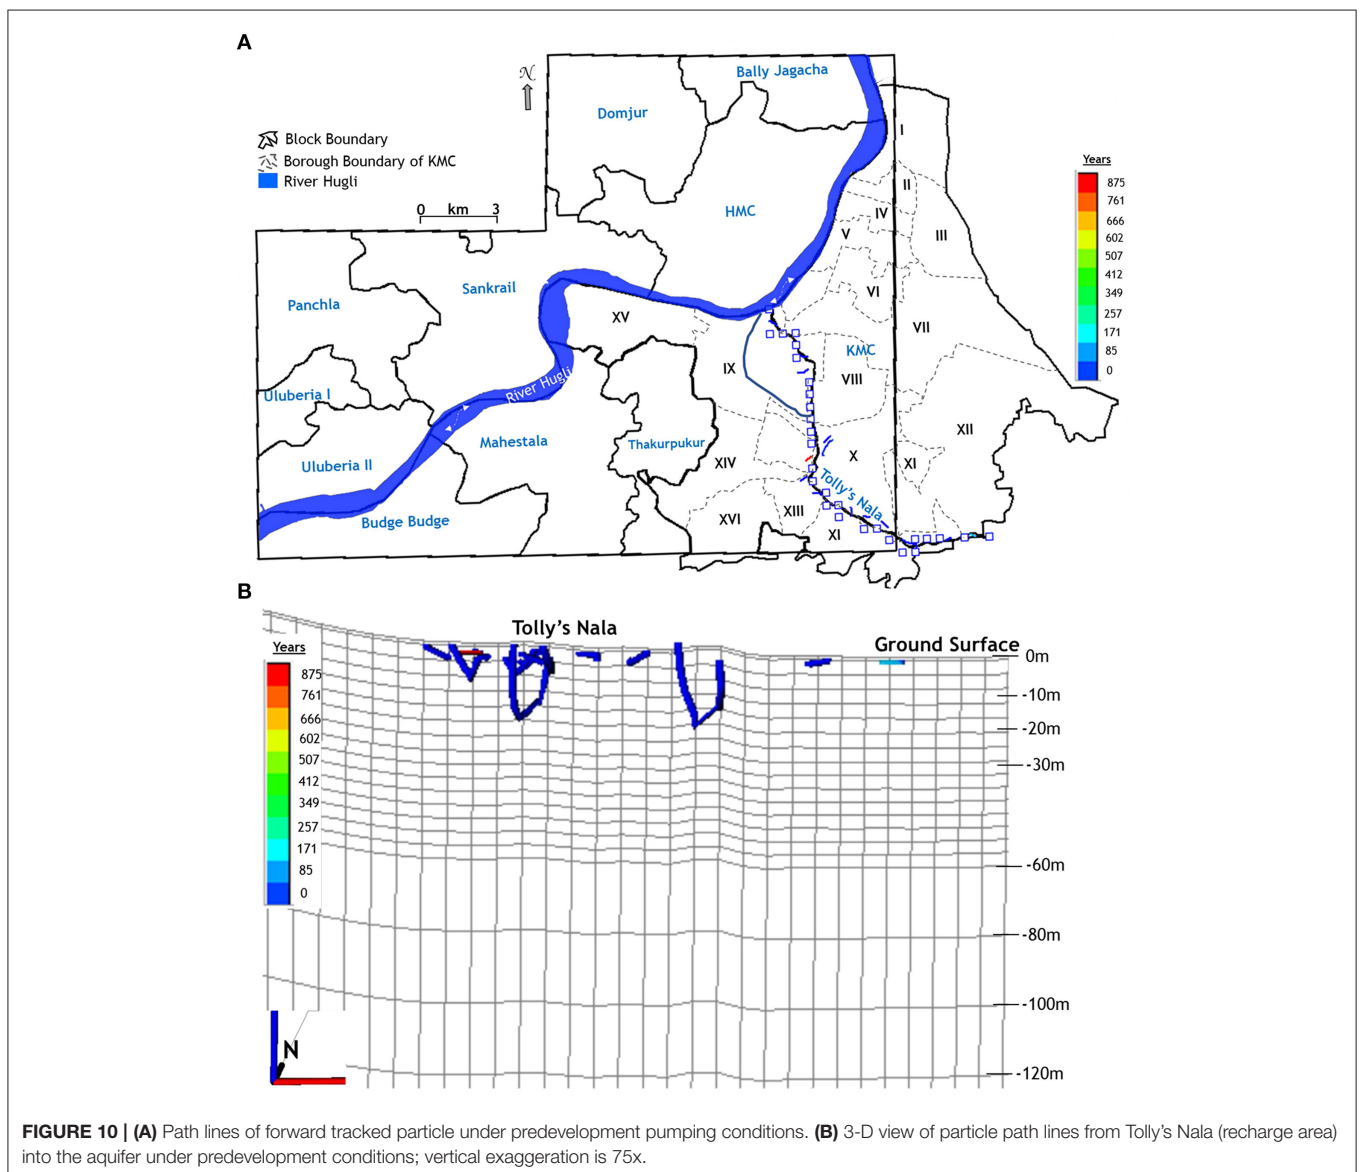 A
N
Block Boundary
Borough Boundary of KMC
River Hugli
0 km 3
Bally Jagacha
Domjur
HMC
Sankrail
Panchla
Uluberia I
Uluberia II
Budge Budge
Mahestala
Thakurpukur
River Hugli
KMC
Tolly's Nala
I
II
III
IV
V
VI
VII
VIII
IX
X
XI
XII
XIII
XIV
XV
XVI
XI
Years
875
761
666
602
507
412
349
257
171
85
0
B
Tolly's Nala
Ground Surface
Years
875
761
666
602
507
412
349
257
171
85
0
0m
-10m
-20m
-30m
-60m
-80m
-100m
-120m
N
FIGURE 10 | (A) Path lines of forward tracked particle under predevelopment pumping conditions. (B) 3-D view of particle path lines from Tolly's Nala (recharge area)
into the aquifer under predevelopment conditions; vertical exaggeration is 75x.